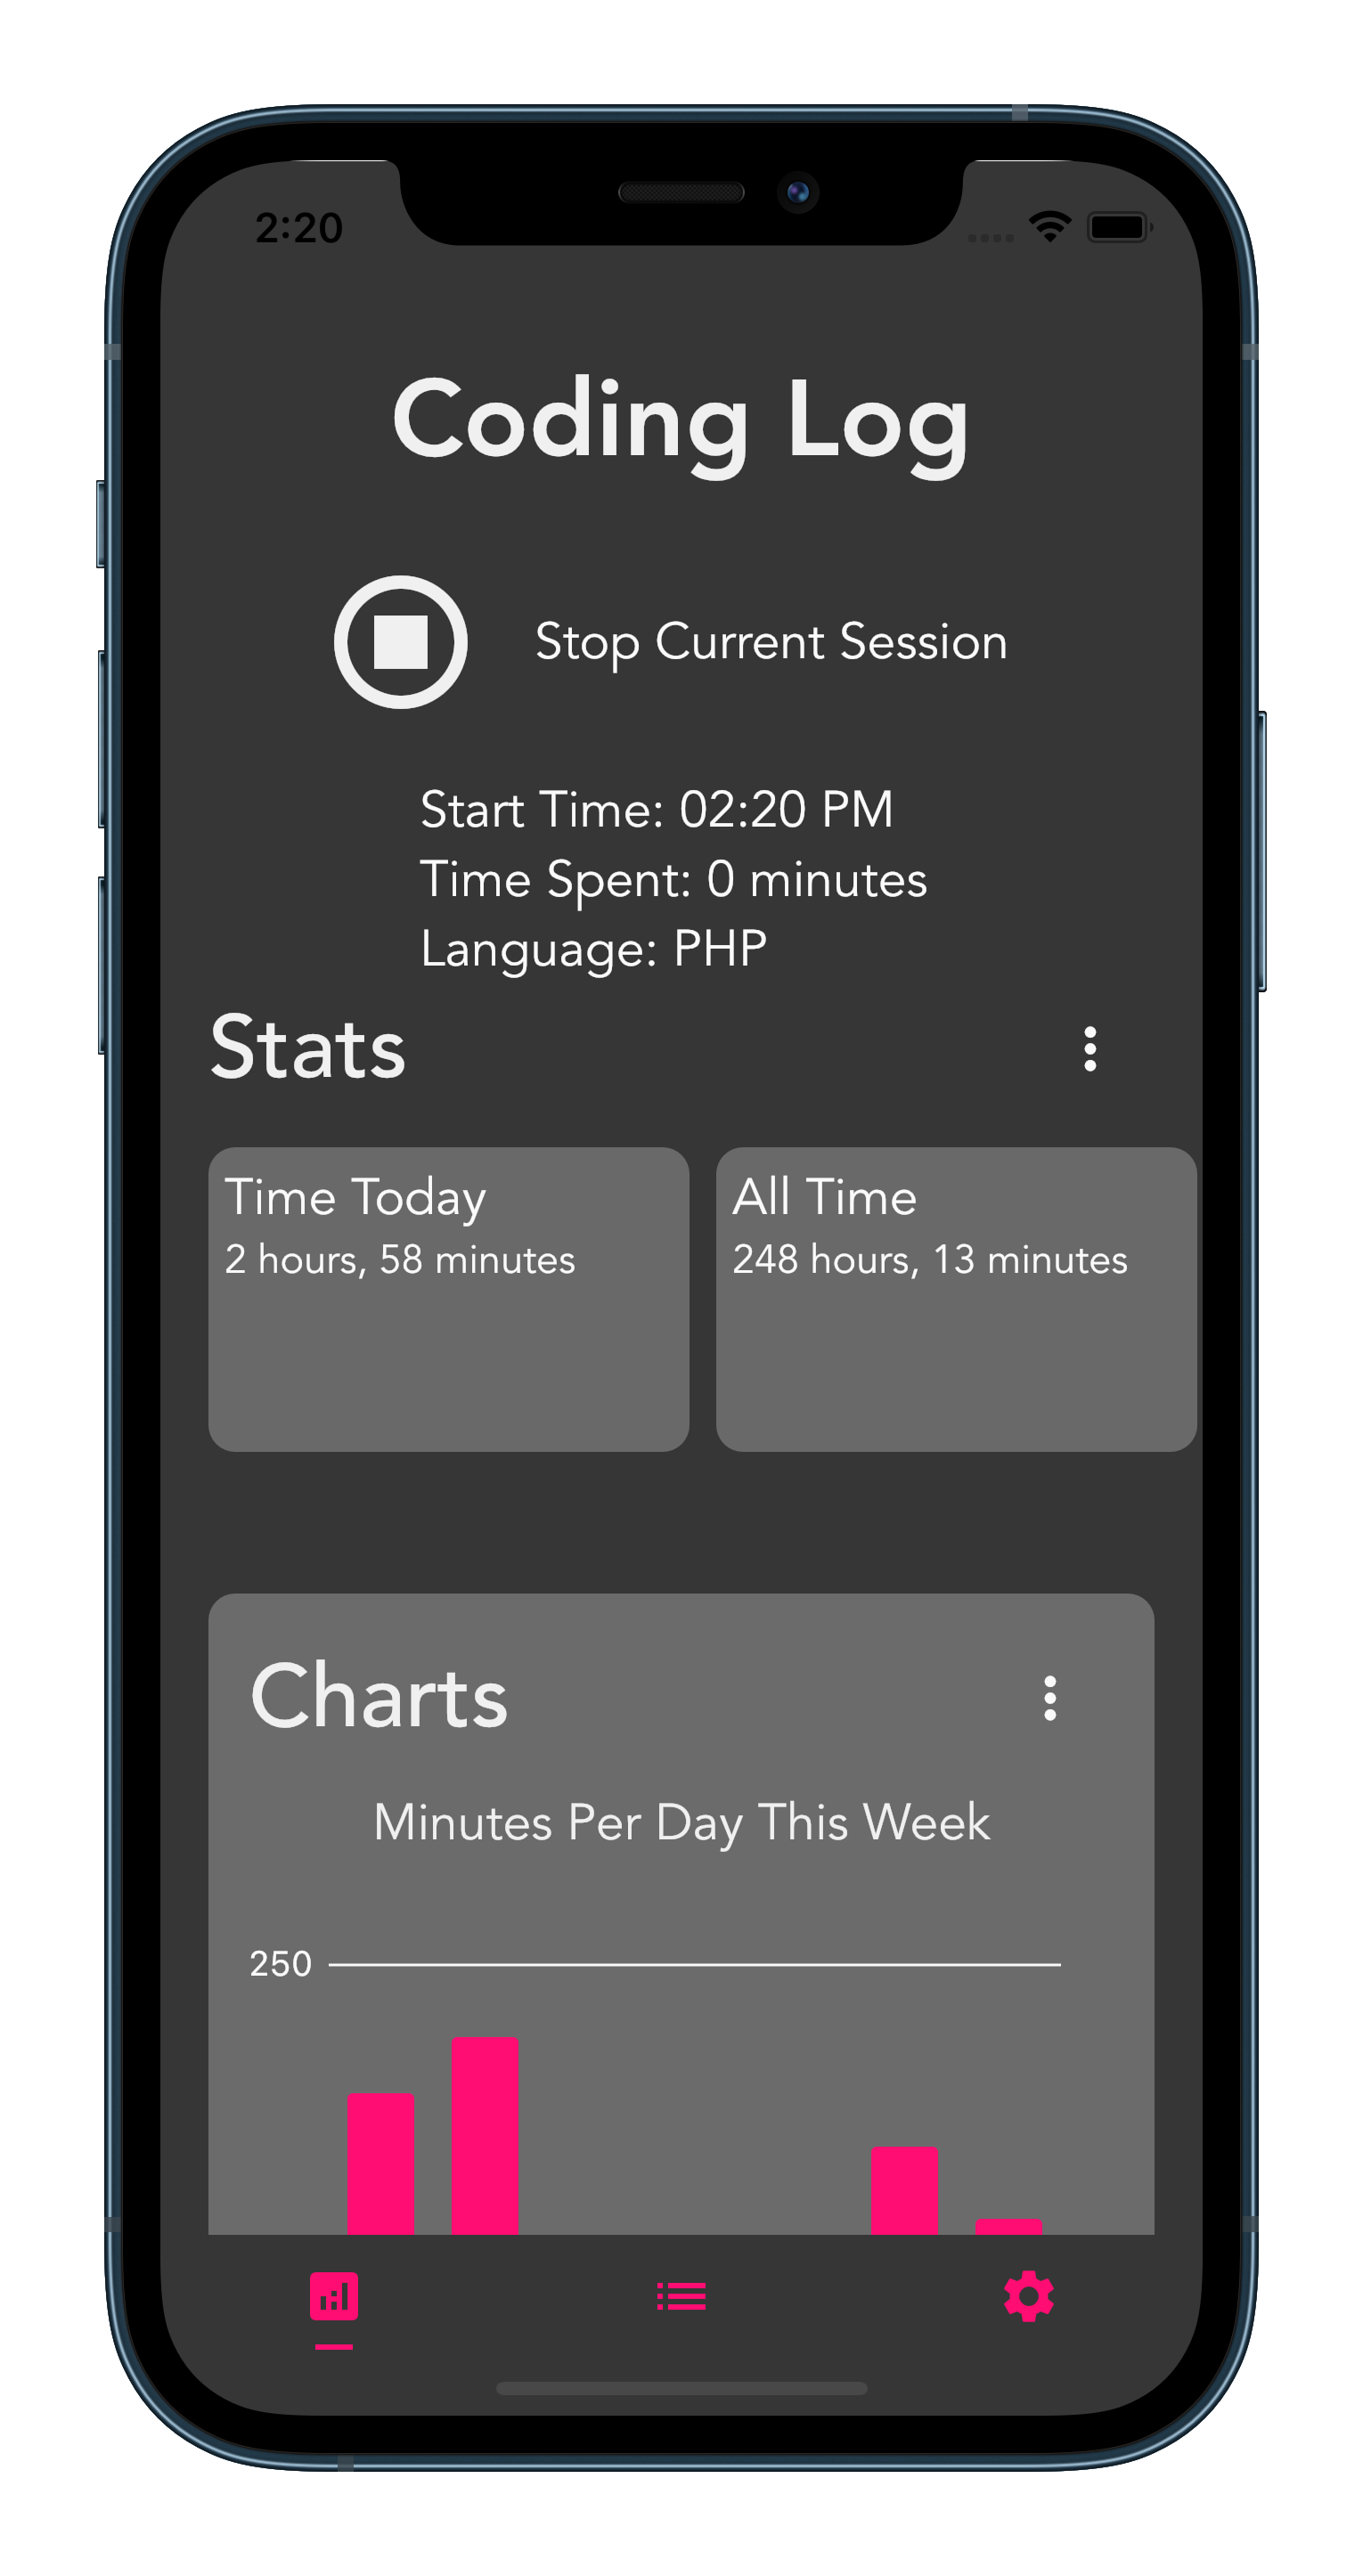 2:20
Coding Log
Stop Current Session
Start Time: 02:20 PM
Time Spent: 0 minutes
Language: PHP
Stats
Time Today
2 hours, 58 minutes
All Time
248 hours, 13 minutes
Charts
Minutes Per Day This Week
250